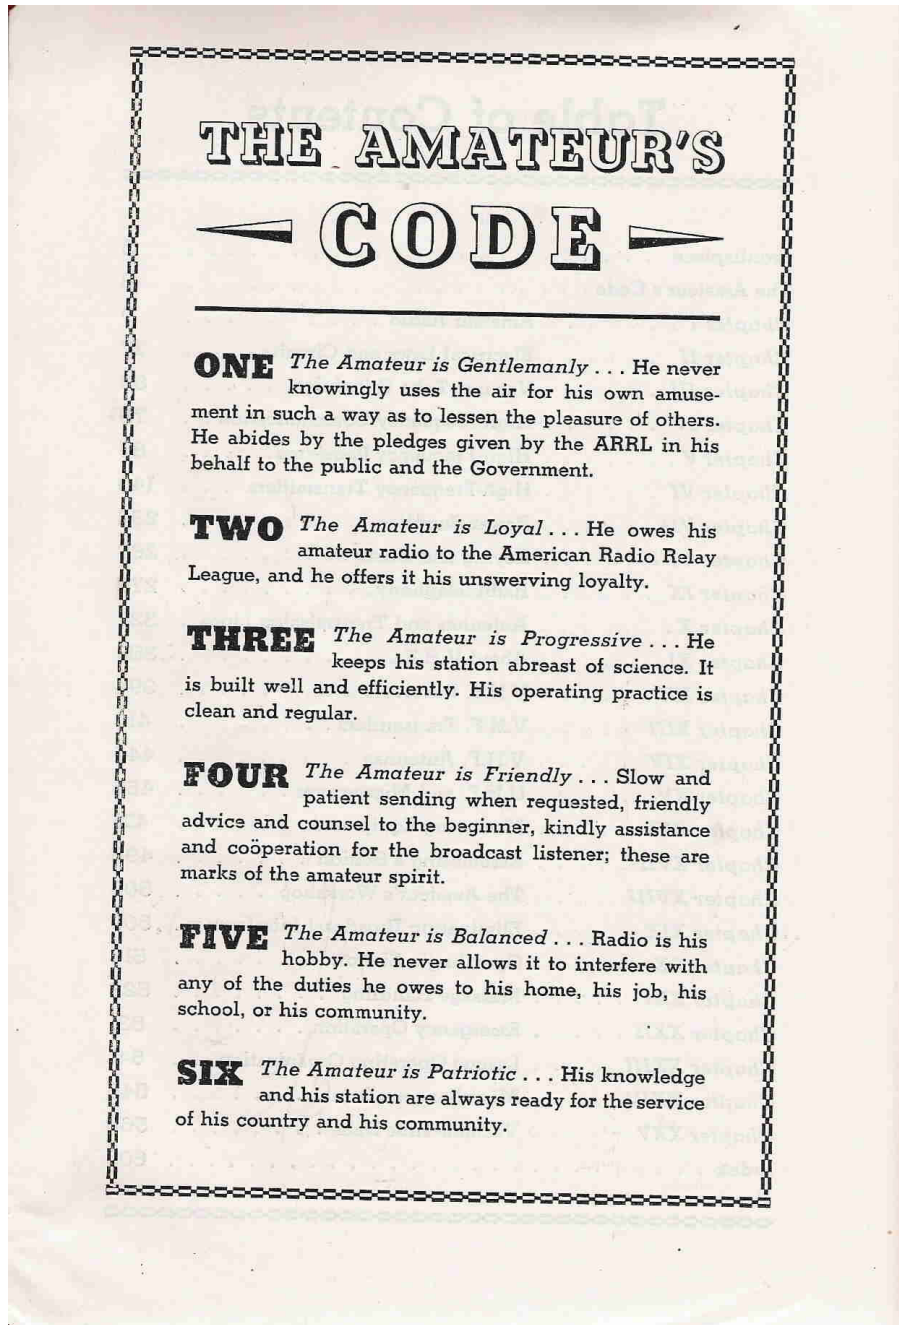 THE AMATEUR'S
CODE
ONE The Amateur is Gentlemanly . . . He never
knowingly uses the air for his own amuse-
ment in such a way as to lessen the pleasure of others.
He abides by the pledges given by the ARRL in his
behalf to the public and the Government.
TWO The Amateur is Loyal . . . He owes his
amateur radio to the American Radio Relay
League, and he offers it his unswerving loyalty.
THREE The Amateur is Progressive . . . He
keeps his station abreast of science. It
is built well and efficiently. His operating practice is
clean and regular.
FOUR The Amateur is Friendly . . . Slow and
patient sending when requested, friendly
advice and counsel to the beginner, kindly assistance
and coöperation for the broadcast listener; these are
marks of the amateur spirit.
FIVE The Amateur is Balanced . . . Radio is his
hobby. He never allows it to interfere with
any of the duties he owes to his home, his job, his
school, or his community.
SIX The Amateur is Patriotic . . . His knowledge
and his station are always ready for the service
of his country and his community.